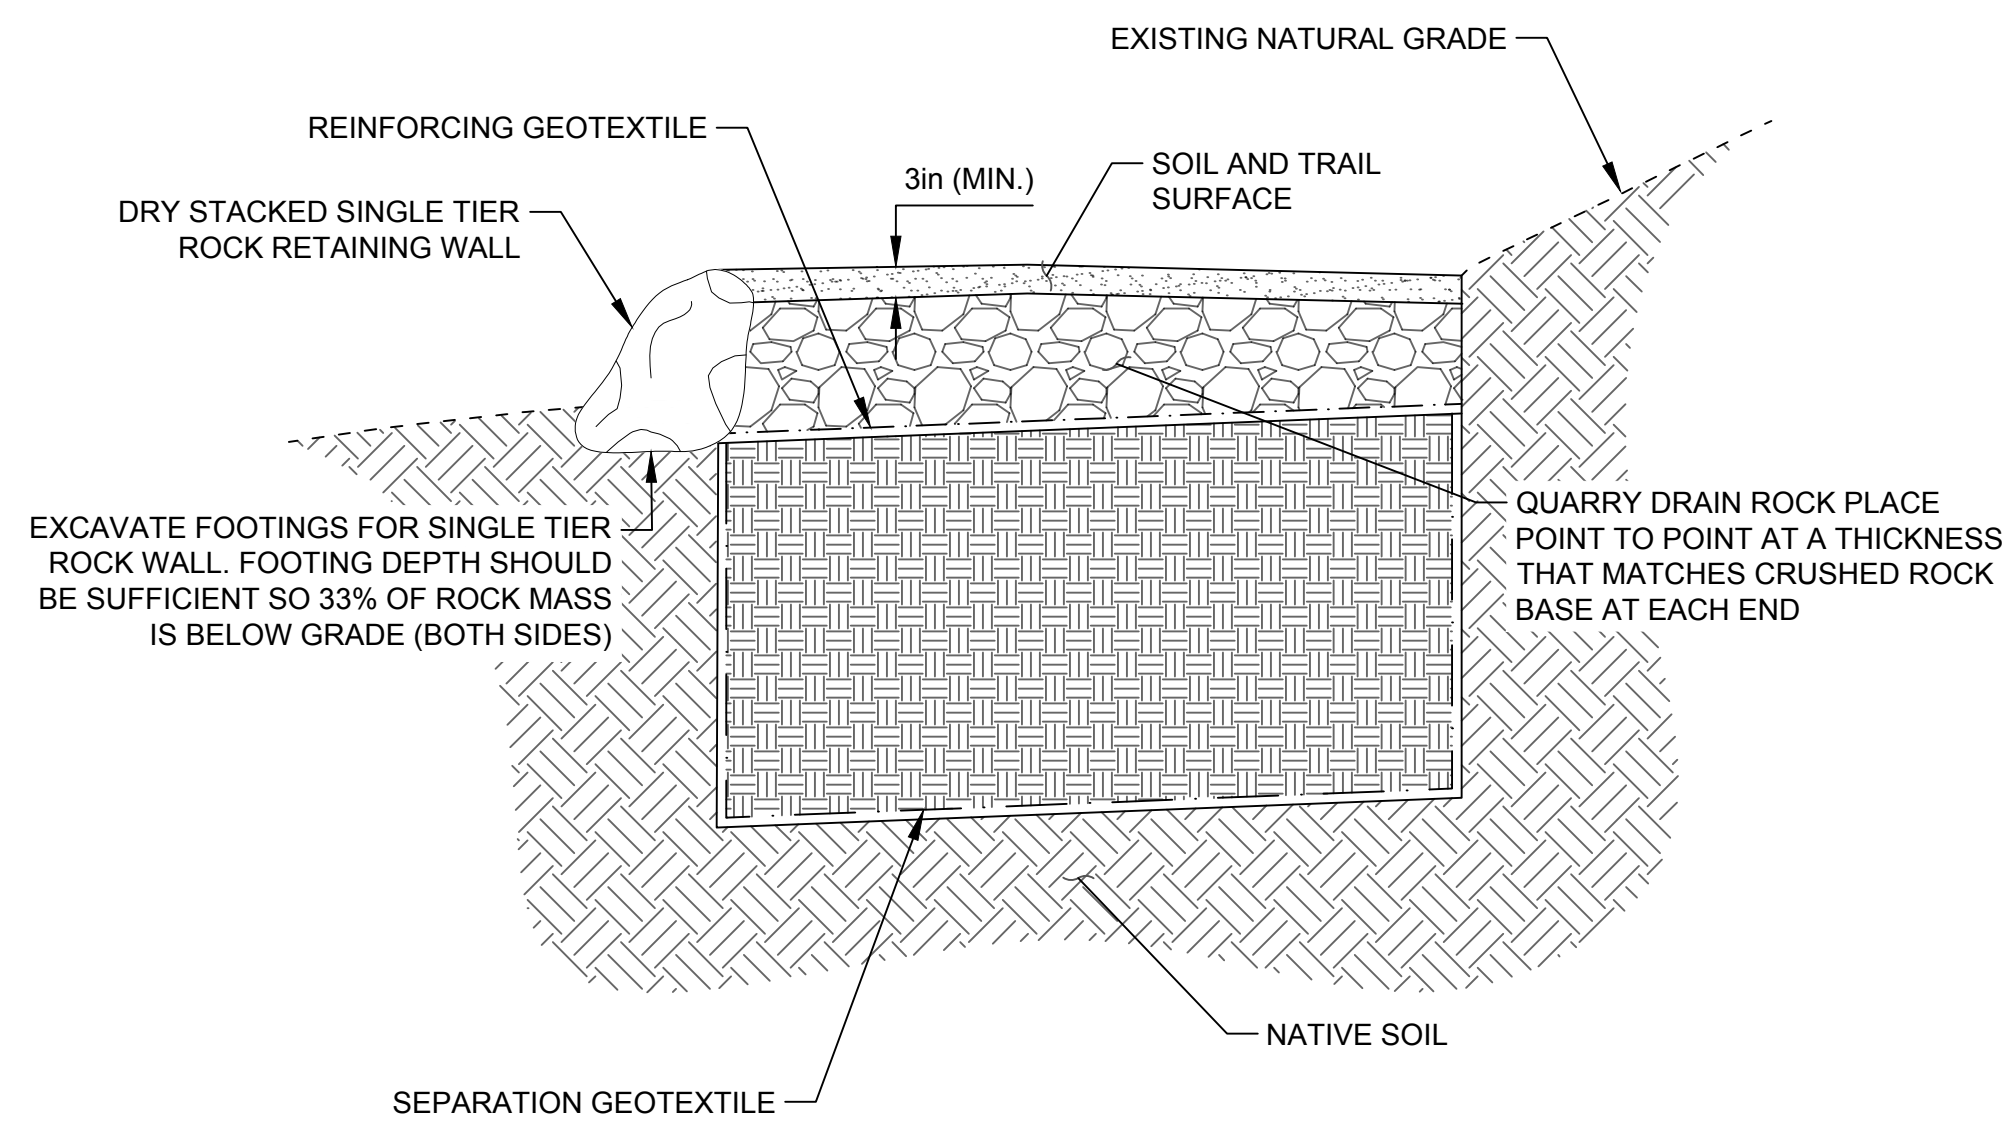 EXISTING NATURAL GRADE
REINFORCING GEOTEXTILE
3in (MIN.)
SOIL AND TRAIL
SURFACE
DRY STACKED SINGLE TIER
ROCK RETAINING WALL
EXCAVATE FOOTINGS FOR SINGLE TIER
ROCK WALL. FOOTING DEPTH SHOULD
BE SUFFICIENT SO 33% OF ROCK MASS
IS BELOW GRADE (BOTH SIDES)
QUARRY DRAIN ROCK PLACE
POINT TO POINT AT A THICKNESS
THAT MATCHES CRUSHED ROCK
BASE AT EACH END
NATIVE SOIL
SEPARATION GEOTEXTILE